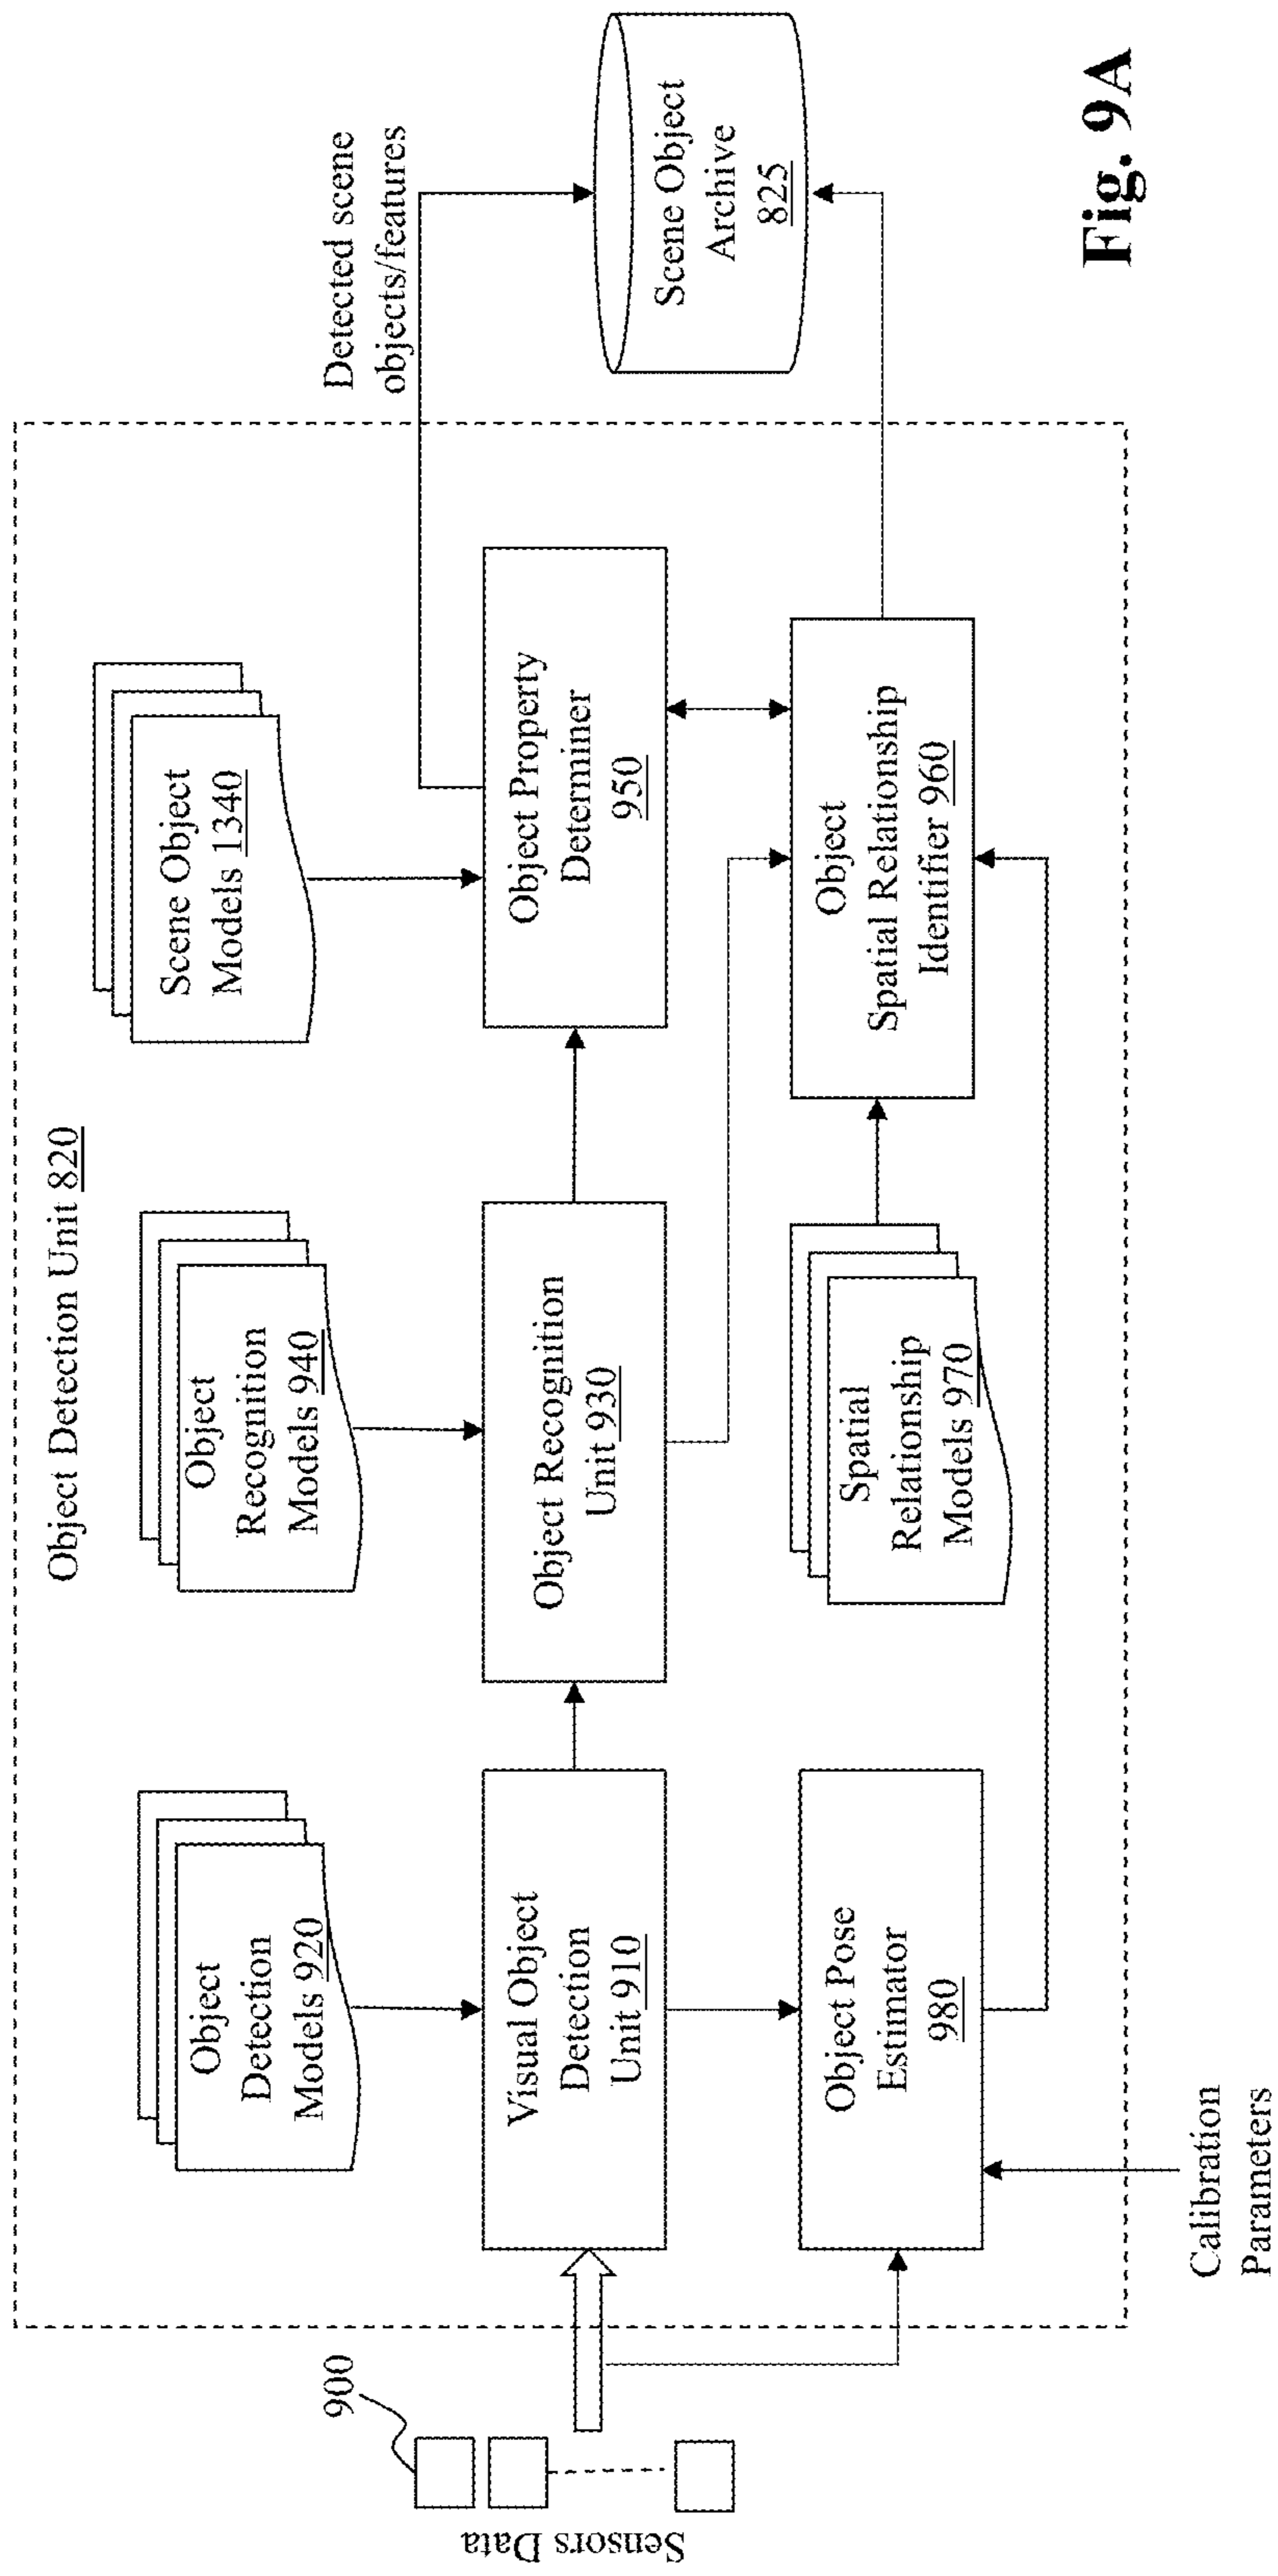 Object Detection Unit 820
Object
Detection
Models 920
Object
Recognition
Models 940
Scene Object
Models 1340
Detected scene
objects/features
900
Sensors Data
Visual Object
Detection
Unit 910
Object Recognition
Unit 930
Object Property
Determiner
950
Scene Object
Archive
825
Object Pose
Estimator
980
Spatial
Relationship
Models 970
Object
Spatial Relationship
Identifier 960
Calibration
Parameters
Fig. 9A